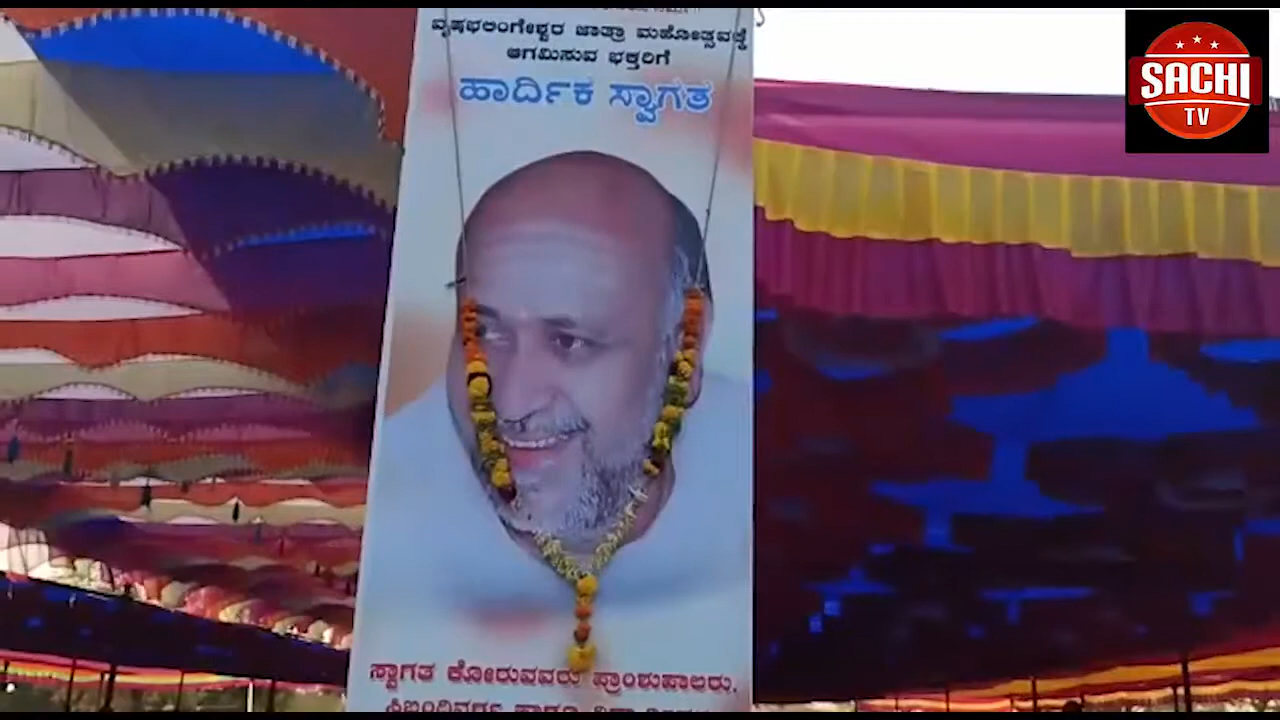 ವೃಷಭಲಿಂಗೇಶ್ವರ ಜಾತ್ರಾ ಮಹೋತ್ಸವಕ್ಕೆ
ಆಗಮಿಸುವ ಭಕ್ತರಿಗೆ
ಹಾರ್ದಿಕ ಸ್ವಾಗತ
ಸ್ವಾಗತ ಕೋರುವವರು ಪ್ರಾಂಶುಪಾಲರು.
SACHI
TV